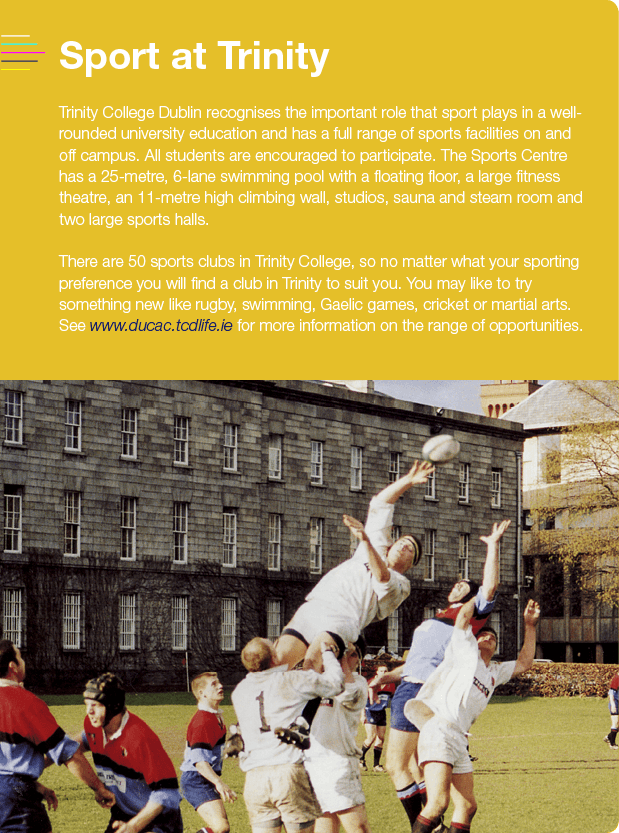 Sport at Trinity
Trinity College Dublin recognises the important role that sport plays in a well-
rounded university education and has a full range of sports facilities on and
off campus. All students are encouraged to participate. The Sports Centre
has a 25-metre, 6-lane swimming pool with a floating floor, a large fitness
theatre, an 11-metre high climbing wall, studios, sauna and steam room and
two large sports halls.
There are 50 sports clubs in Trinity College, so no matter what your sporting
preference you will find a club in Trinity to suit you. You may like to try
something new like rugby, swimming, Gaelic games, cricket or martial arts.
See www.ducac.tcdlife.ie for more information on the range of opportunities.
1